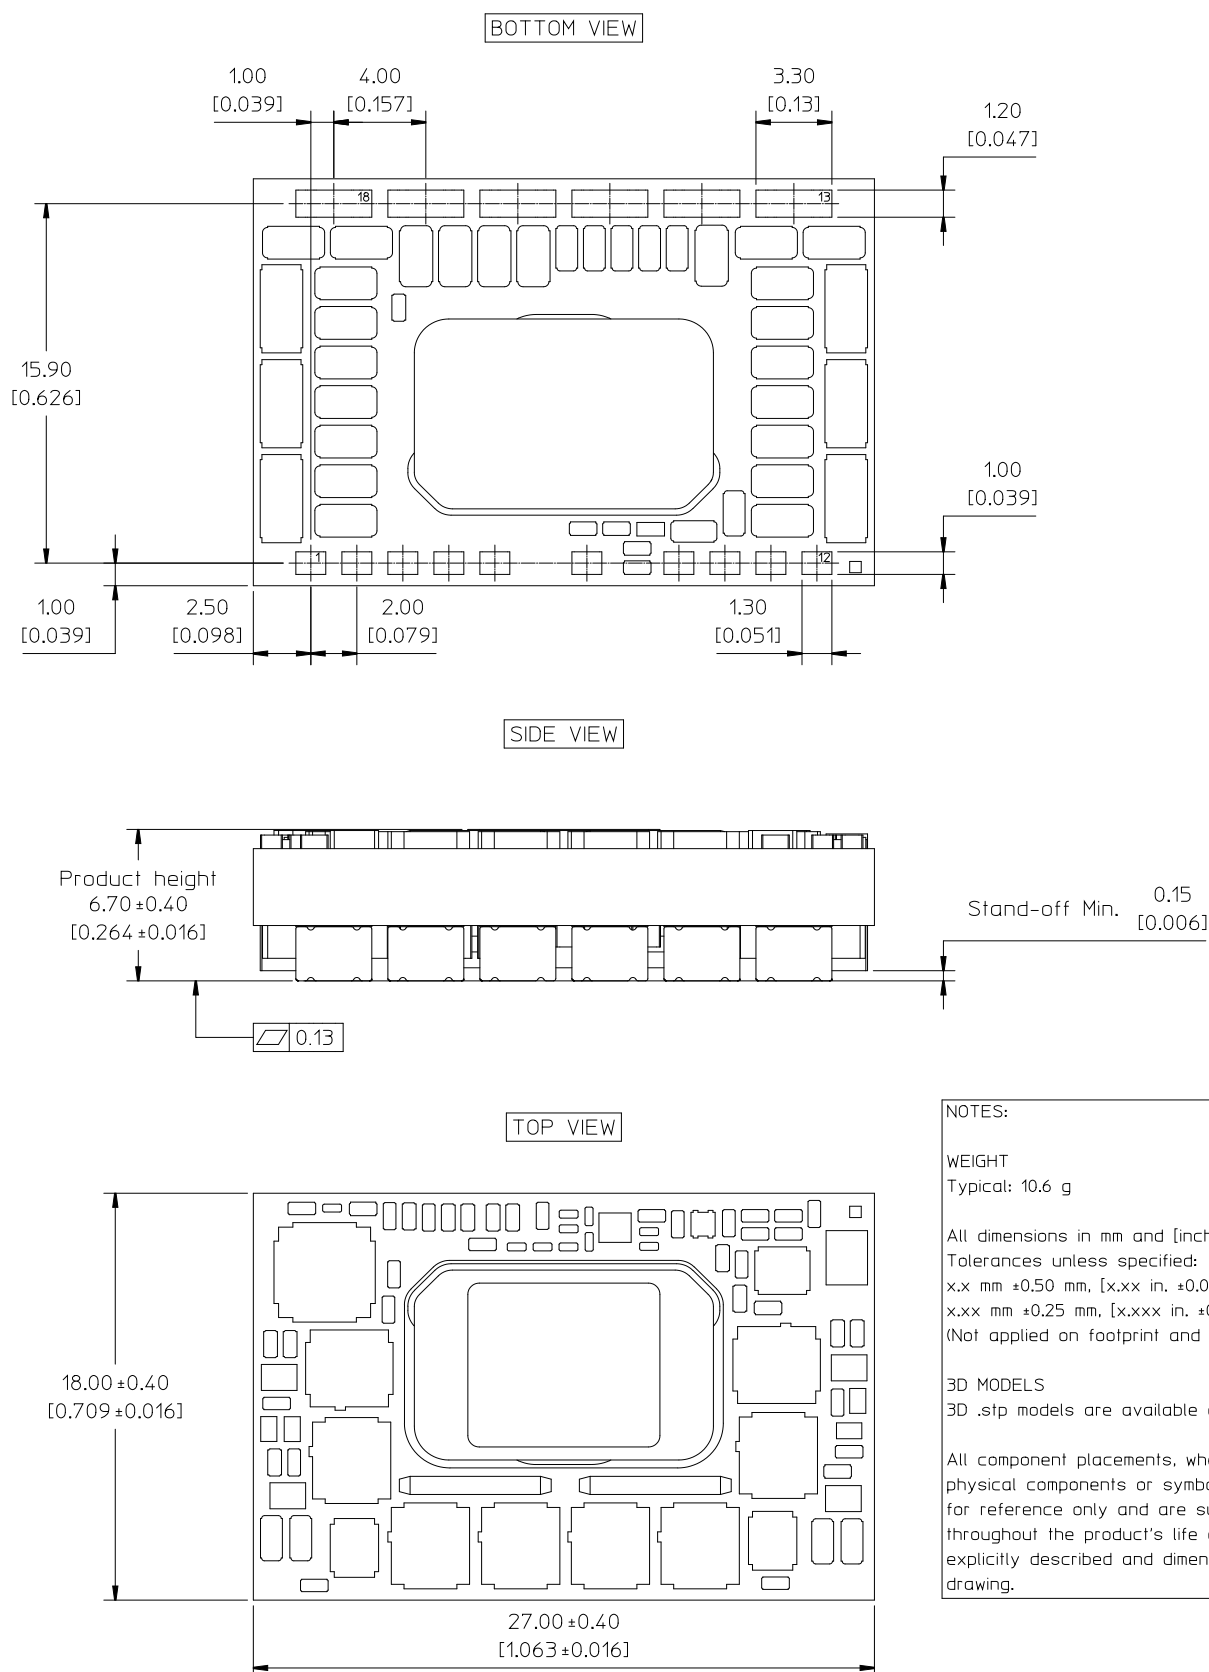 BOTTOM VIEW
1.00
[0.039]
4.00
[0.157]
3.30
[0.13]
1.20
[0.047]
18
13
15.90
[0.626]
1.00
[0.039]
1
12
1.00
[0.039]
2.50
[0.098]
2.00
[0.079]
1.30
[0.051]
SIDE VIEW
Product height
6.70 ±0.40
[0.264 ±0.016]
Stand-off Min.
0.15
[0.006]
0.13
TOP VIEW
18.00 ±0.40
[0.709 ±0.016]
27.00 ±0.40
[1.063 ±0.016]
NOTES:
WEIGHT
Typical: 10.6 g
All dimensions in mm and [inch
Tolerances unless specified:
x.x mm ±0.50 mm, [x.xx in. ±0.0
x.xx mm ±0.25 mm, [x.xxx in.
(Not applied on footprint and
3D MODELS
3D .stp models are available
All component placements,
physical components or
for reference only and are
throughout the product's life
explicitly described and
drawing.